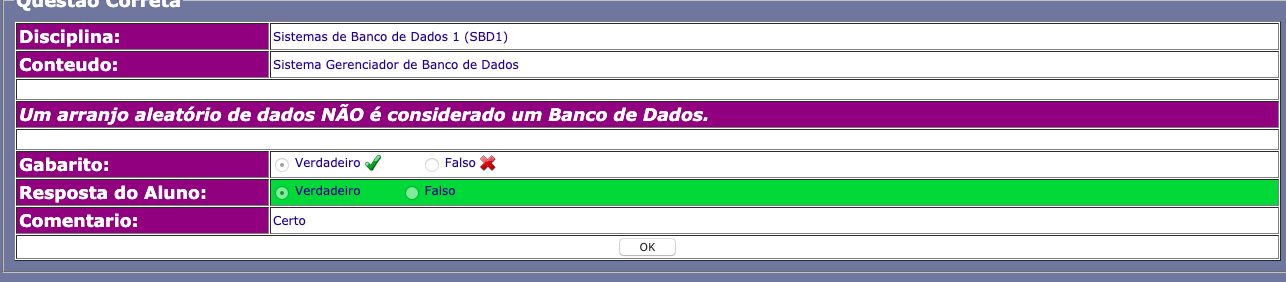 Questão Correta
Disciplina: Sistemas de Banco de Dados 1 (SBD1)
Conteudo: Sistema Gerenciador de Banco de Dados
Um arranjo aleatório de dados NÃO é considerado um Banco de Dados.
Gabarito: Verdadeiro Falso
Resposta do Aluno: Verdadeiro Falso
Comentario: Certo
OK